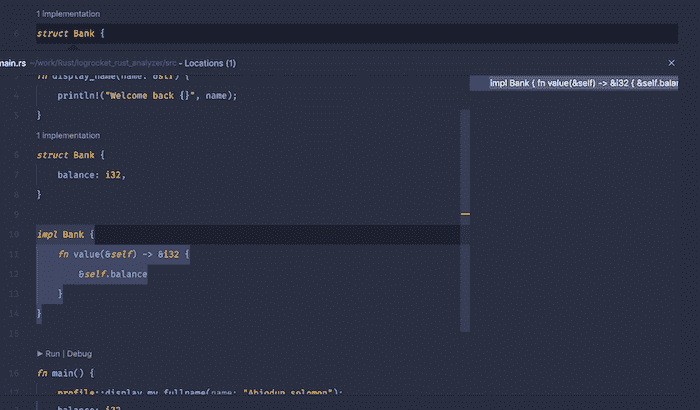 1 implementation
6 struct Bank {
main.rs ~/work/Rust/logrocket_rust_analyzer/src - Locations (1)
impl Bank { fn value(&self) -> &i32 { &self.balan
fn display_name(name: &str) {
4 println!("Welcome back {}", name);
5 }
1 implementation
6 struct Bank {
7 balance: i32,
8 }
9
10 impl Bank {
11 fn value(&self) -> &i32 {
12 &self.balance
13 }
14 }
15
▶ Run | Debug
16 fn main() {
profile::display_my_fullname(name: "Abiodun solomon");
balance: i32